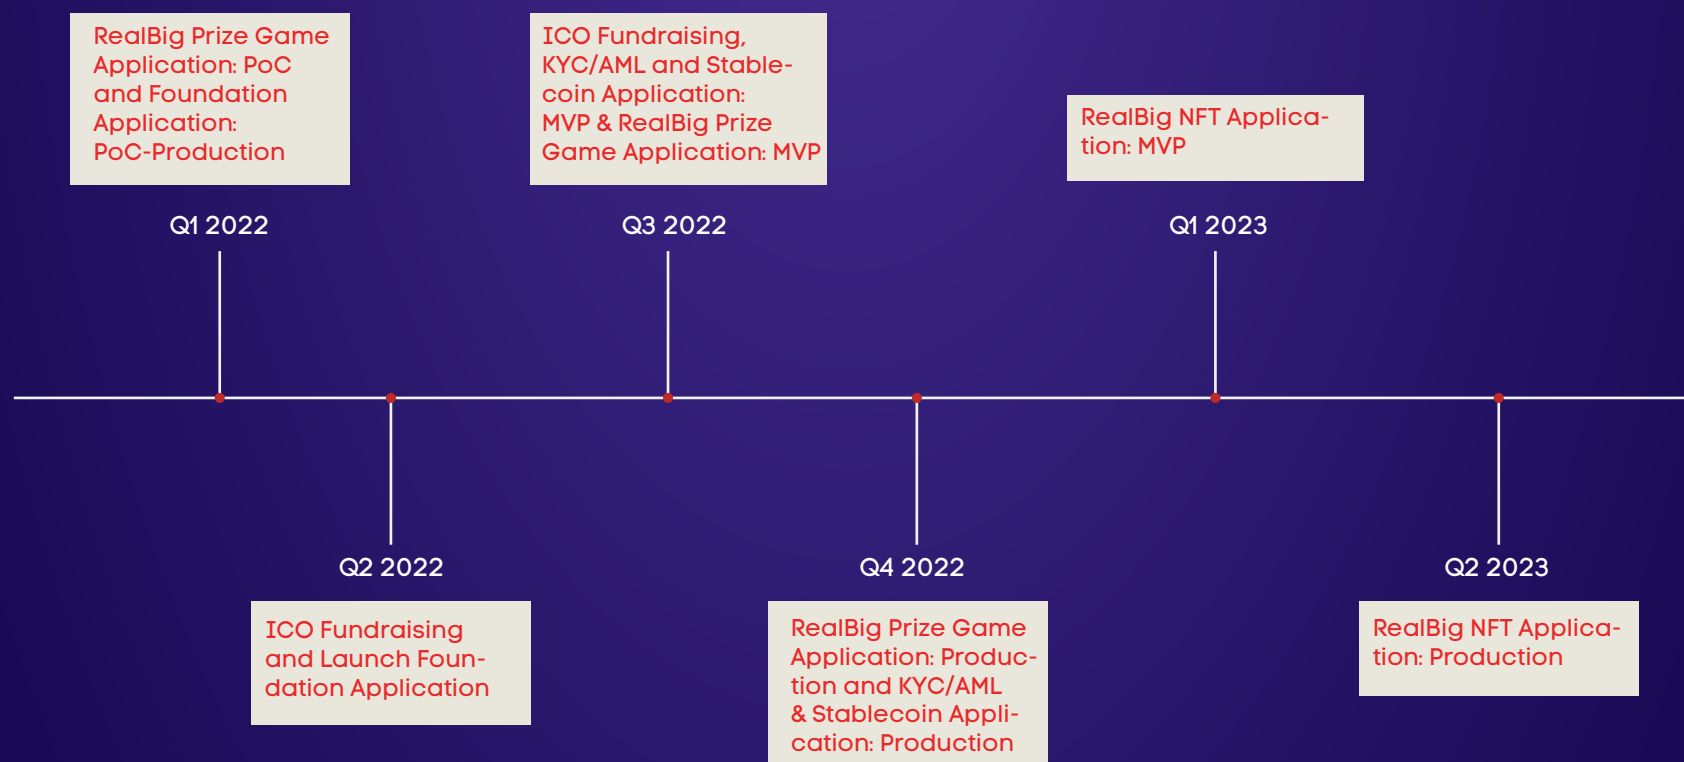 RealBig Prize Game
Application: PoC
and Foundation
Application:
PoC-Production
Q1 2022
ICO Fundraising
and Launch Foun-
dation Application
Q2 2022
ICO Fundraising,
KYC/AML and Stable-
coin Application:
MVP & RealBig Prize
Game Application: MVP
Q3 2022
Q4 2022
RealBig Prize Game
Application: Produc-
tion and KYC/AML
& Stablecoin Appli-
cation: Production
RealBig NFT Applica-
tion: MVP
Q1 2023
Q2 2023
RealBig NFT Applica-
tion: Production